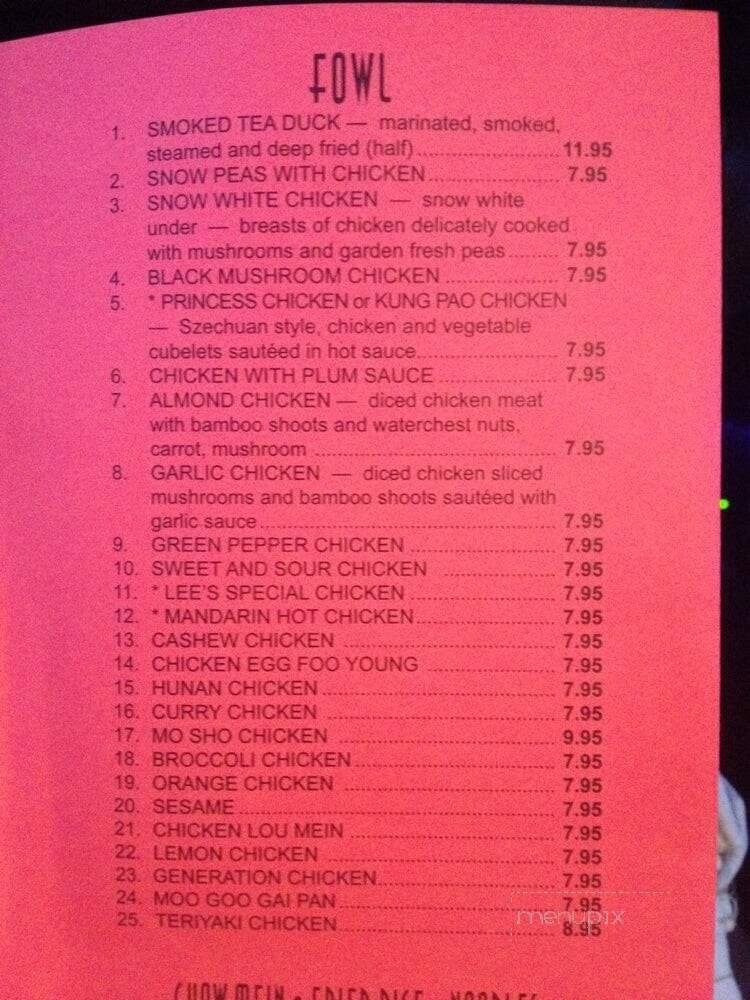 FOWL
1. SMOKED TEA DUCK — marinated, smoked,
steamed and deep fried (half) 11.95
2. SNOW PEAS WITH CHICKEN 7.95
3. SNOW WHITE CHICKEN — snow white
under — breasts of chicken delicately cooked
with mushrooms and garden fresh peas 7.95
4. BLACK MUSHROOM CHICKEN 7.95
5. * PRINCESS CHICKEN or KUNG PAO CHICKEN
— Szechuan style, chicken and vegetable
cubelets sautéed in hot sauce 7.95
6. CHICKEN WITH PLUM SAUCE 7.95
7. ALMOND CHICKEN — diced chicken meat
with bamboo shoots and waterchest nuts,
carrot, mushroom 7.95
8. GARLIC CHICKEN — diced chicken sliced
mushrooms and bamboo shoots sautéed with
garlic sauce 7.95
9. GREEN PEPPER CHICKEN 7.95
10. SWEET AND SOUR CHICKEN 7.95
11. * LEE'S SPECIAL CHICKEN 7.95
12. * MANDARIN HOT CHICKEN 7.95
13. CASHEW CHICKEN 7.95
14. CHICKEN EGG FOO YOUNG 7.95
15. HUNAN CHICKEN 7.95
16. CURRY CHICKEN 7.95
17. MO SHO CHICKEN 9.95
18. BROCCOLI CHICKEN 7.95
19. ORANGE CHICKEN 7.95
20. SESAME 7.95
21. CHICKEN LOU MEIN 7.95
22. LEMON CHICKEN 7.95
23. GENERATION CHICKEN 7.95
24. MOO GOO GAI PAN 7.95
25. TERIYAKI CHICKEN 8.95
menupix
CHOW MEIN • FRIED RICE • NOODLES